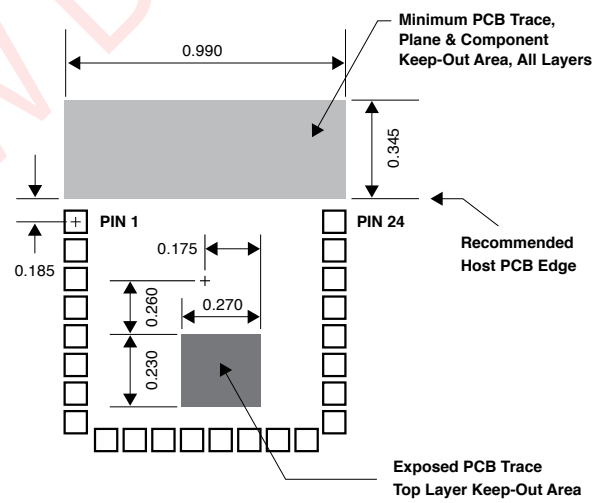 Minimum PCB Trace,
Plane & Component
Keep-Out Area, All Layers
0.990
0.345
PIN 1
PIN 24
0.185
0.175
Recommended
Host PCB Edge
0.260
0.270
0.230
Exposed PCB Trace
Top Layer Keep-Out Area